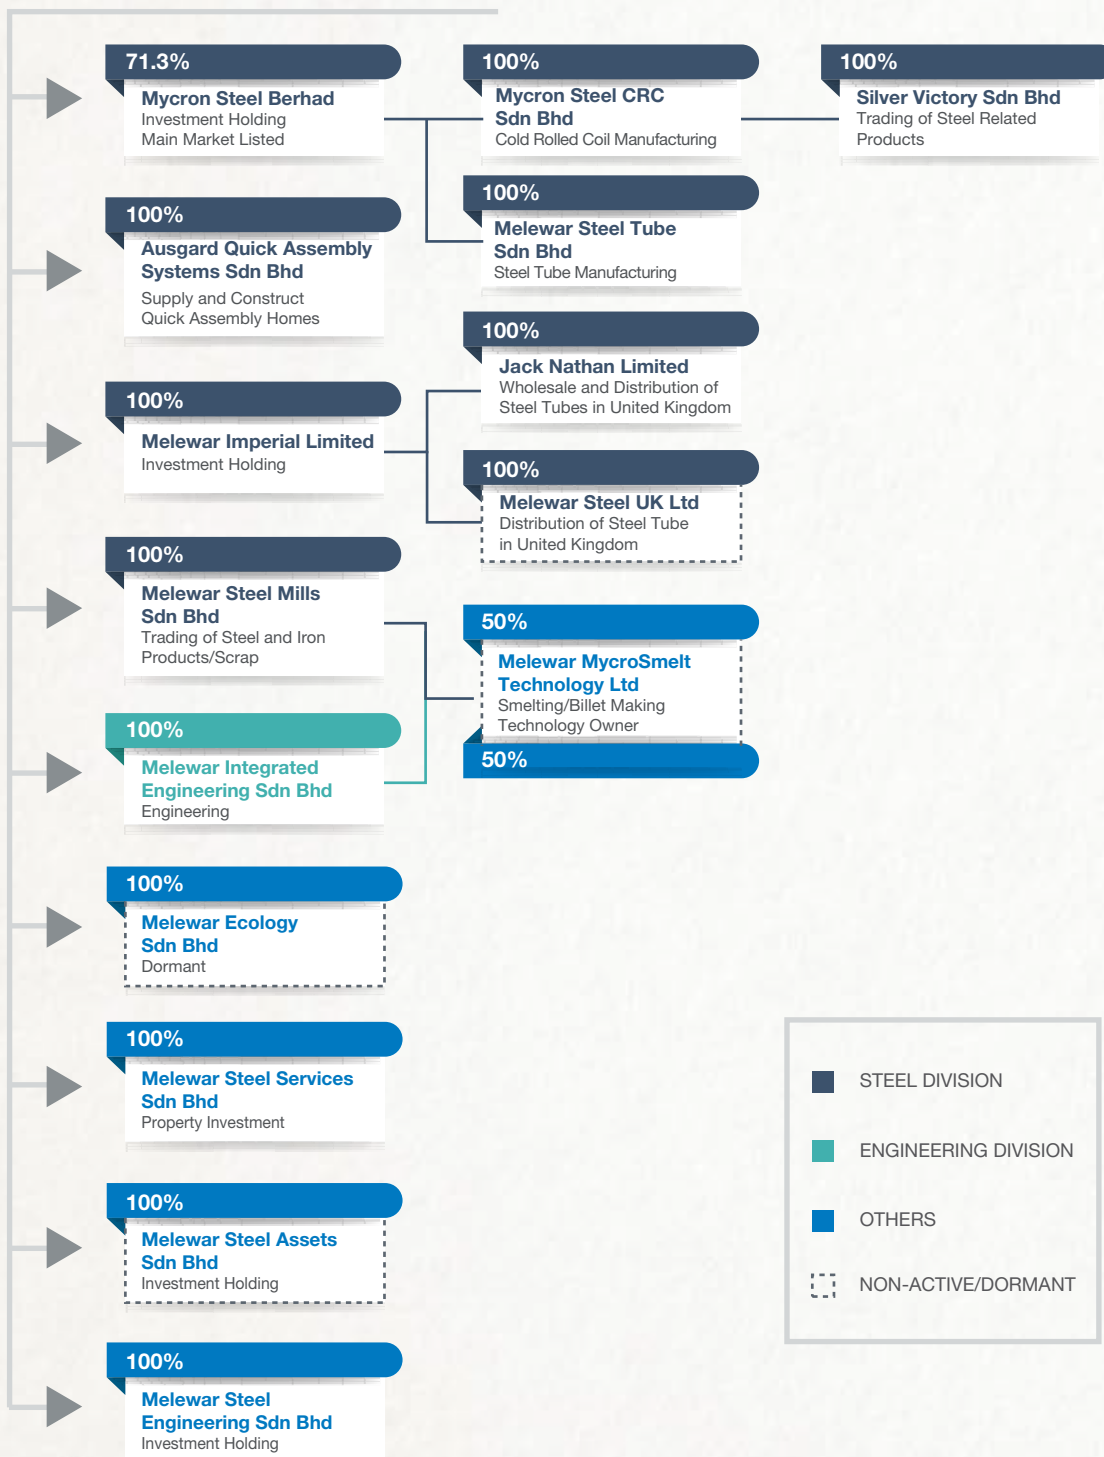 71.3%
Mycron Steel Berhad
Investment Holding
Main Market Listed
100%
Mycron Steel CRC
Sdn Bhd
Cold Rolled Coil Manufacturing
100%
Silver Victory Sdn Bhd
Trading of Steel Related
Products
100%
Melewar Steel Tube
Sdn Bhd
Steel Tube Manufacturing
100%
Ausgard Quick Assembly
Systems Sdn Bhd
Supply and Construct
Quick Assembly Homes
100%
Melewar Imperial Limited
Investment Holding
100%
Jack Nathan Limited
Wholesale and Distribution of
Steel Tubes in United Kingdom
100%
Melewar Steel UK Ltd
Distribution of Steel Tube
in United Kingdom
100%
Melewar Steel Mills
Sdn Bhd
Trading of Steel and Iron
Products/Scrap
50%
Melewar MycroSmelt
Technology Ltd
Smelting/Billet Making
Technology Owner
50%
100%
Melewar Integrated
Engineering Sdn Bhd
Engineering
100%
Melewar Ecology
Sdn Bhd
Dormant
100%
Melewar Steel Services
Sdn Bhd
Property Investment
100%
Melewar Steel Assets
Sdn Bhd
Investment Holding
100%
Melewar Steel
Engineering Sdn Bhd
Investment Holding
STEEL DIVISION
ENGINEERING DIVISION
OTHERS
NON-ACTIVE/DORMANT